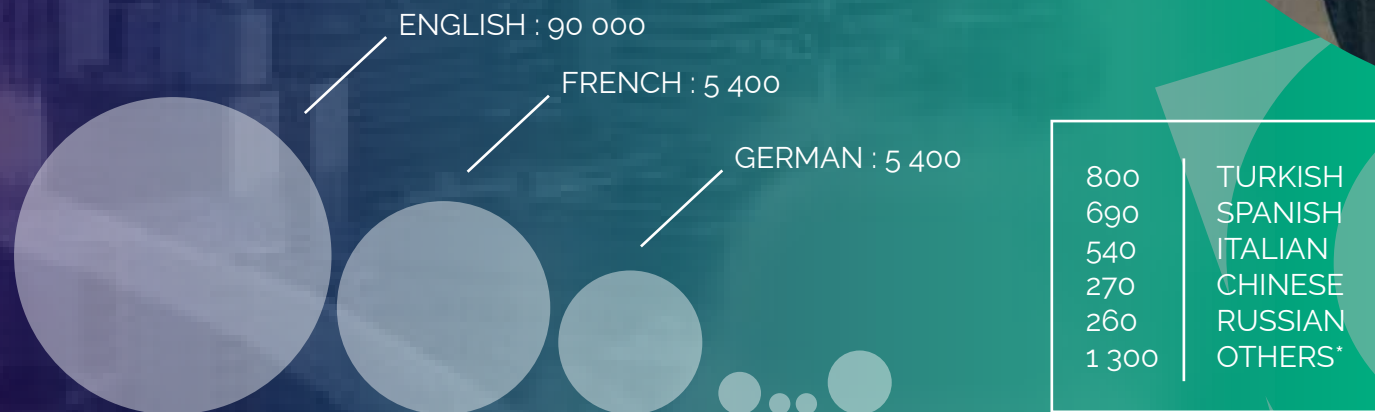 ENGLISH : 90 000
FRENCH : 5 400
GERMAN : 5 400
800 TURKISH
690 SPANISH
540 ITALIAN
270 CHINESE
260 RUSSIAN
1 300 OTHERS*